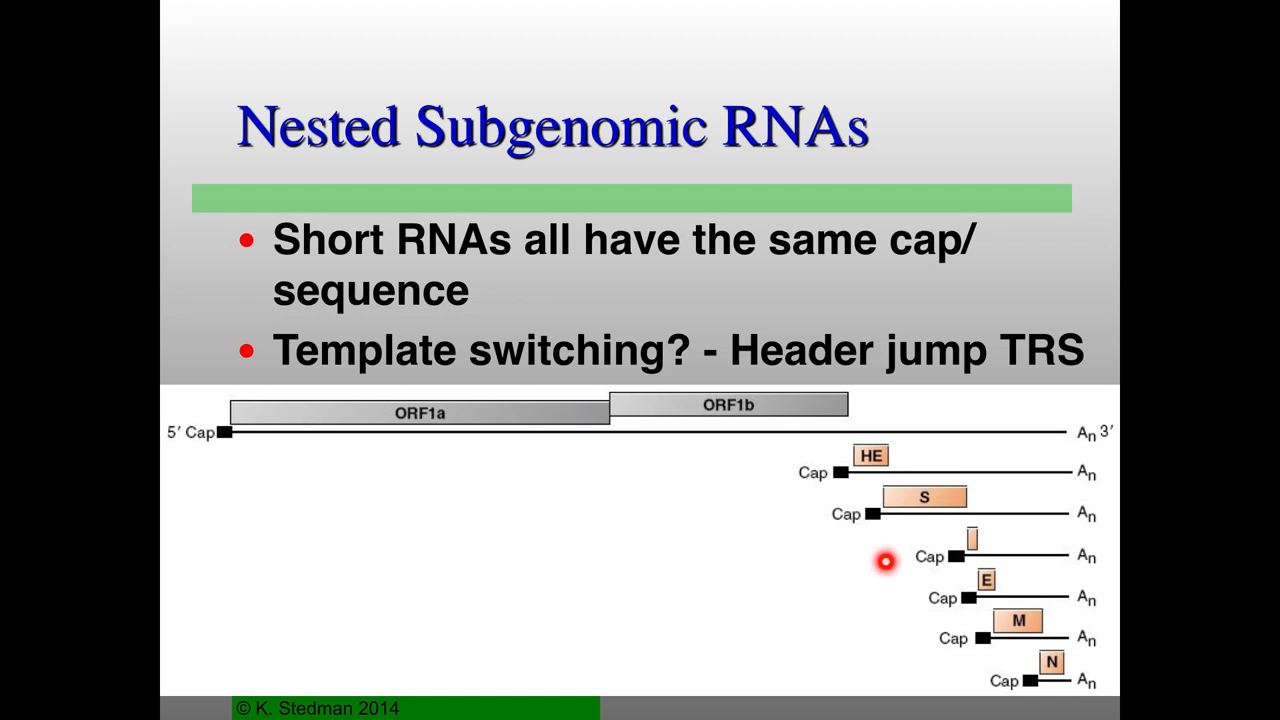 Nested Subgenomic RNAs
• Short RNAs all have the same cap/
sequence
• Template switching? - Header jump TRS
ORF1a ORF1b
5′ Cap An 3′
HE
Cap An
S
Cap An
Cap An
E
Cap An
M
Cap An
N
Cap An
© K. Stedman 2014